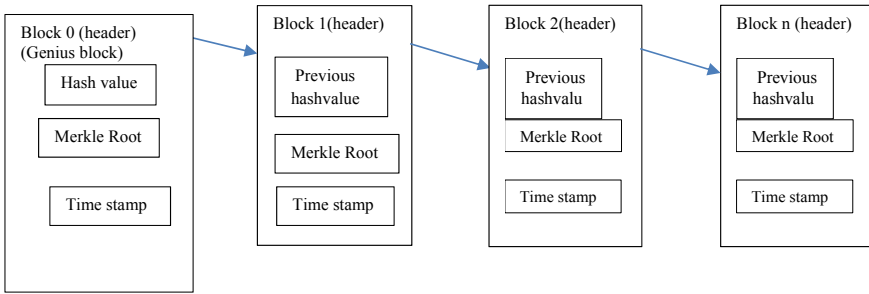 Block 0 (header)
(Genius block)
Hash value
Merkle Root
Time stamp
Block 1(header)
Previous
hashvalue
Merkle Root
Time stamp
Block 2(header)
Previous
hashvalu
Merkle Root
Time stamp
Block n (header)
Previous
hashvalu
Merkle Root
Time stamp